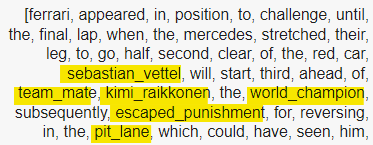 [ferrari, appeared, in, position, to, challenge, until,
the, final, lap, when, the, mercedes, stretched, their,
leg, to, go, half, second, clear, of, the, red, car,
sebastian_vettel, will, start, third, ahead, of,
team_mate, kimi_raikkonen, the, world_champion,
subsequently, escaped_punishment, for, reversing,
in, the, pit_lane, which, could, have, seen, him,